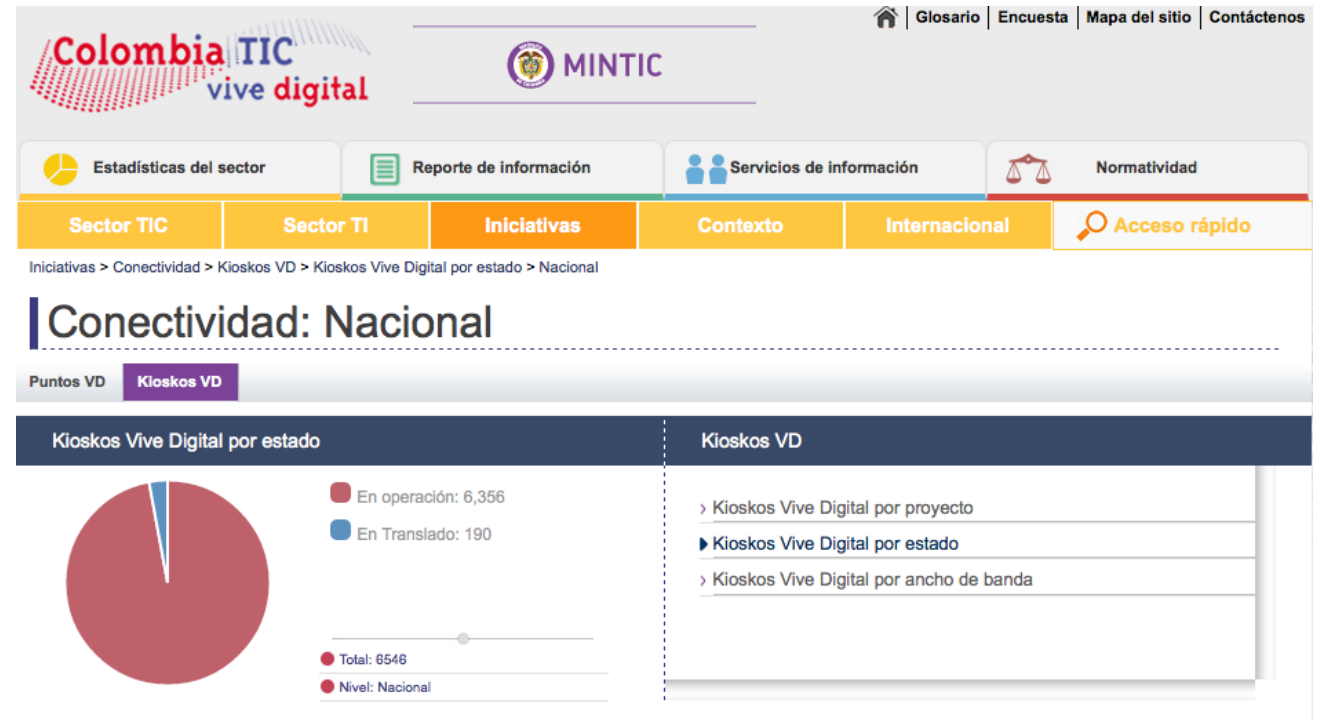 Glosario | Encuesta | Mapa del sitio | Contáctenos
Colombia TIC
vive digital
MINTIC
Estadísticas del sector
Reporte de información
Servicios de información
Normatividad
Sector TIC
Sector TI
Iniciativas
Contexto
Internacional
Acceso rápido
Iniciativas > Conectividad > Kioskos VD > Kioskos Vive Digital por estado > Nacional
Conectividad: Nacional
Puntos VD
Kioskos VD
Kioskos Vive Digital por estado
En operación: 6,356
En Translado: 190
Total: 6546
Nivel: Nacional
Kioskos VD
Kioskos Vive Digital por proyecto
Kioskos Vive Digital por estado
Kioskos Vive Digital por ancho de banda